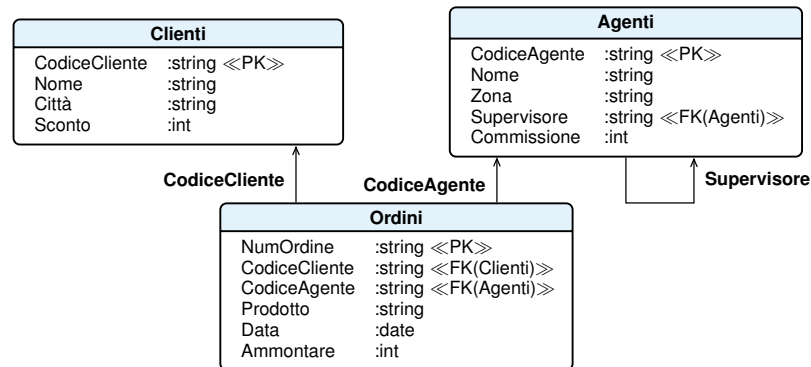 Clienti
CodiceCliente :string ≪PK≫
Nome :string
Città :string
Sconto :int
Agenti
CodiceAgente :string ≪PK≫
Nome :string
Zona :string
Supervisore :string ≪FK(Agenti)≫
Commissione :int
CodiceCliente
CodiceAgente
Supervisore
Ordini
NumOrdine :string ≪PK≫
CodiceCliente :string ≪FK(Clienti)≫
CodiceAgente :string ≪FK(Agenti)≫
Prodotto :string
Data :date
Ammontare :int